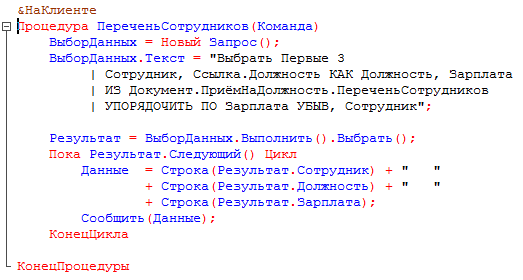 &НаКлиенте
Процедура ПереченьСотрудников(Команда)
ВыборДанных = Новый Запрос();
ВыборДанных.Текст = "Выбрать Первые 3
| Сотрудник, Ссылка.Должность КАК Должность, Зарплата
| ИЗ Документ.ПриёмНаДолжность.ПереченьСотрудников
| УПОРЯДОЧИТЬ ПО Зарплата УБЫВ, Сотрудник";
Результат = ВыборДанных.Выполнить().Выбрать();
Пока Результат.Следующий() Цикл
Данные = Строка(Результат.Сотрудник) + "   "
+ Строка(Результат.Должность) + "   "
+ Строка(Результат.Зарплата);
Сообщить(Данные);
КонецЦикла
КонецПроцедуры